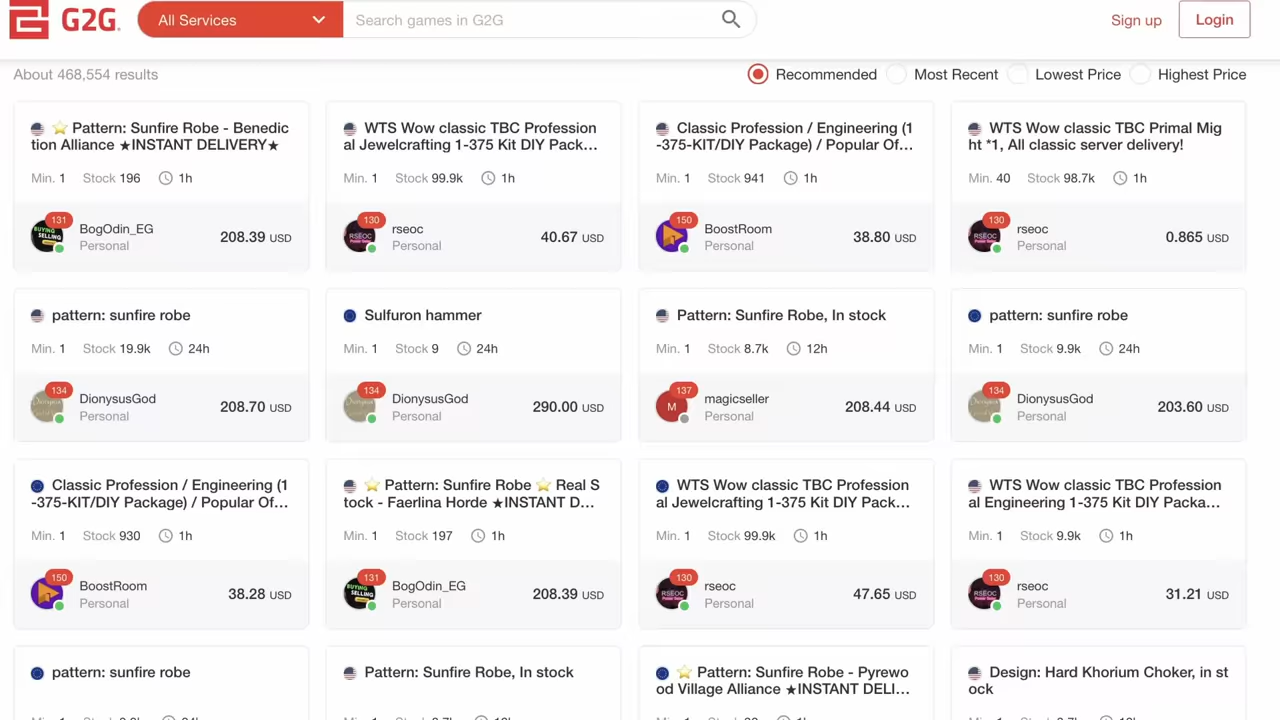 G2G
All Services
Search games in G2G
Sign up
Login
About 468,554 results
Recommended
Most Recent
Lowest Price
Highest Price
Pattern: Sunfire Robe - Benedic
tion Alliance ★INSTANT DELIVERY★
Min. 1 Stock 196 1h
131
BUYING
SELLING
BogOdin_EG
Personal
208.39 USD
WTS Wow classic TBC Profession
al Jewelcrafting 1-375 Kit DIY Pack...
Min. 1 Stock 99.9k 1h
130
RSEOC
rseoc
Personal
40.67 USD
Classic Profession / Engineering (1
-375-KIT/DIY Package) / Popular Of...
Min. 1 Stock 941 1h
150
BoostRoom
Personal
38.80 USD
WTS Wow classic TBC Primal Mig
ht *1, All classic server delivery!
Min. 40 Stock 98.7k 1h
130
RSEOC
rseoc
Personal
0.865 USD
pattern: sunfire robe
Min. 1 Stock 19.9k 24h
134
DionysusGod
Personal
208.70 USD
Sulfuron hammer
Min. 1 Stock 9 24h
134
DionysusGod
Personal
290.00 USD
Pattern: Sunfire Robe, In stock
Min. 1 Stock 8.7k 12h
137
M
magicseller
Personal
208.44 USD
pattern: sunfire robe
Min. 1 Stock 9.9k 24h
134
DionysusGod
Personal
203.60 USD
Classic Profession / Engineering (1
-375-KIT/DIY Package) / Popular Of...
Min. 1 Stock 930 1h
150
BoostRoom
Personal
38.28 USD
Pattern: Sunfire Robe ⭐ Real S
tock - Faerlina Horde ★INSTANT D...
Min. 1 Stock 197 1h
131
BUYING
SELLING
BogOdin_EG
Personal
208.39 USD
WTS Wow classic TBC Profession
al Jewelcrafting 1-375 Kit DIY Pack...
Min. 1 Stock 99.9k 1h
130
RSEOC
rseoc
Personal
47.65 USD
WTS Wow classic TBC Profession
al Engineering 1-375 Kit DIY Packa...
Min. 1 Stock 9.9k 1h
130
RSEOC
rseoc
Personal
31.21 USD
pattern: sunfire robe
Pattern: Sunfire Robe, In stock
Pattern: Sunfire Robe - Pyrewo
od Village Alliance ★INSTANT DELI...
Design: Hard Khorium Choker, in st
ock